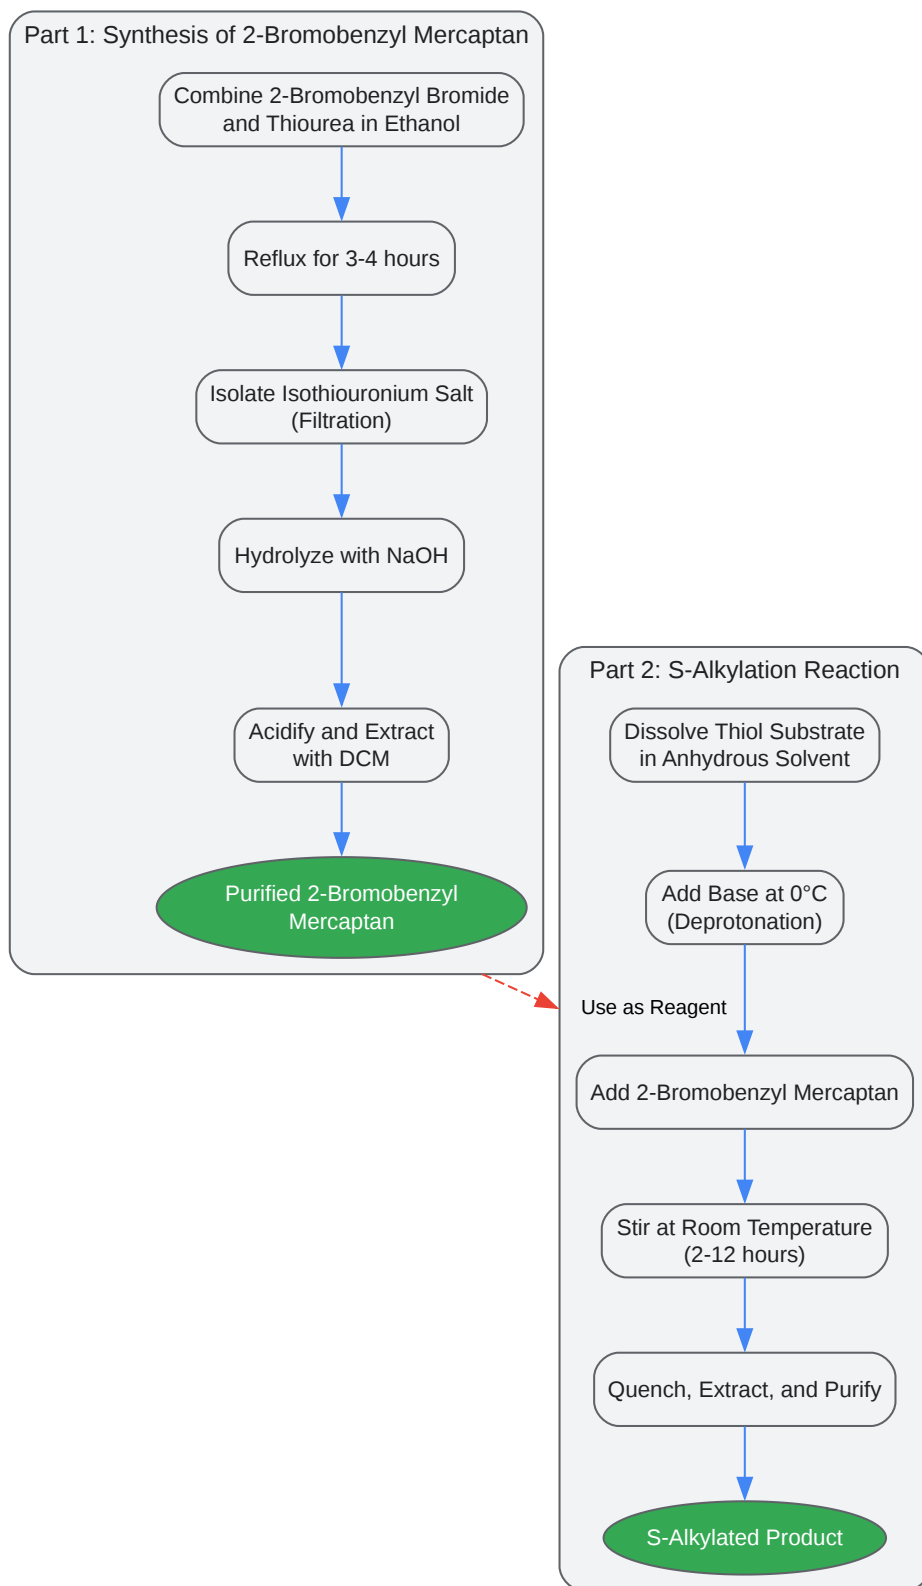 Part 1: Synthesis of 2-Bromobenzyl Mercaptan
Combine 2-Bromobenzyl Bromide
and Thiourea in Ethanol
Reflux for 3-4 hours
Isolate Isothiouronium Salt
(Filtration)
Hydrolyze with NaOH
Acidify and Extract
with DCM
Purified 2-Bromobenzyl
Mercaptan
Use as Reagent
Part 2: S-Alkylation Reaction
Dissolve Thiol Substrate
in Anhydrous Solvent
Add Base at 0°C
(Deprotonation)
Add 2-Bromobenzyl Mercaptan
Stir at Room Temperature
(2-12 hours)
Quench, Extract, and Purify
S-Alkylated Product